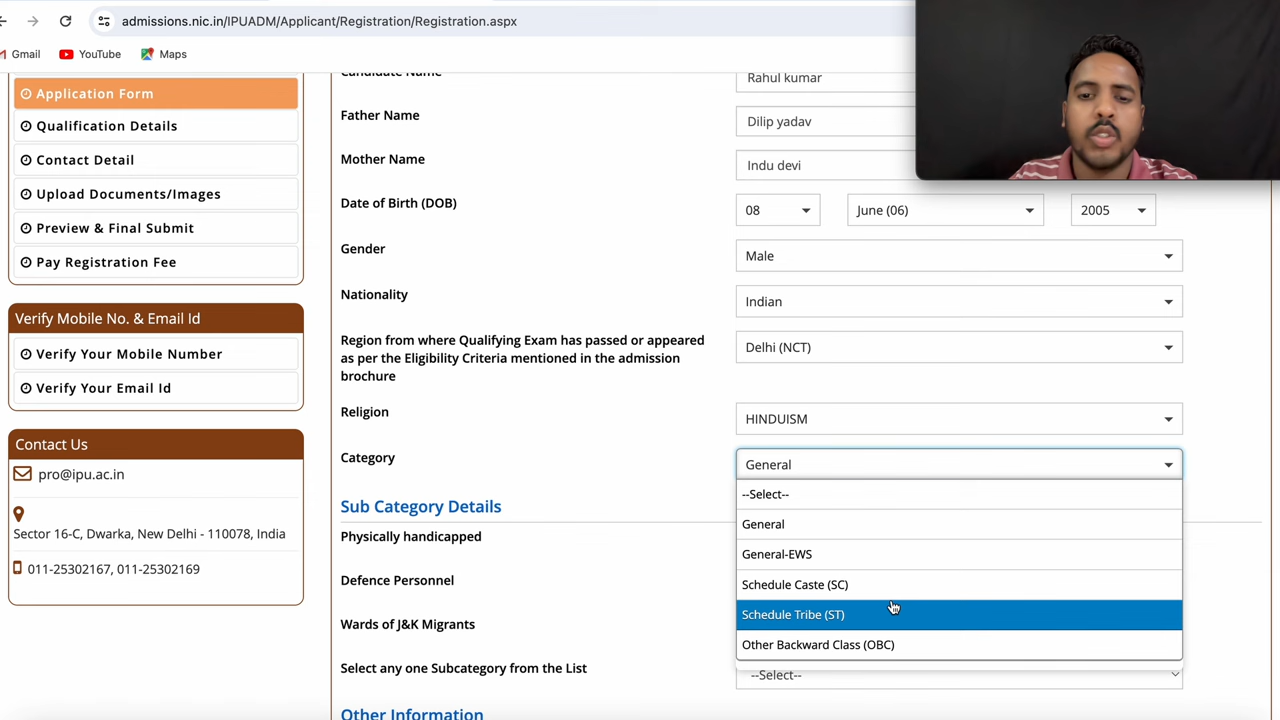 admissions.nic.in/IPUADM/Applicant/Registration/Registration.aspx
Gmail
YouTube
Maps
Application Form
Qualification Details
Contact Detail
Upload Documents/Images
Preview & Final Submit
Pay Registration Fee
Verify Mobile No. & Email Id
Verify Your Mobile Number
Verify Your Email Id
Contact Us
pro@ipu.ac.in
Sector 16-C, Dwarka, New Delhi - 110078, India
011-25302167, 011-25302169
Candidate Name
Rahul kumar
Father Name
Dilip yadav
Mother Name
Indu devi
Date of Birth (DOB)
08
June (06)
2005
Gender
Male
Nationality
Indian
Region from where Qualifying Exam has passed or appeared
as per the Eligibility Criteria mentioned in the admission
brochure
Delhi (NCT)
Religion
HINDUISM
Category
General
--Select--
General
General-EWS
Schedule Caste (SC)
Schedule Tribe (ST)
Other Backward Class (OBC)
Sub Category Details
Physically handicapped
Defence Personnel
Wards of J&K Migrants
Select any one Subcategory from the List
--Select--
Other Information